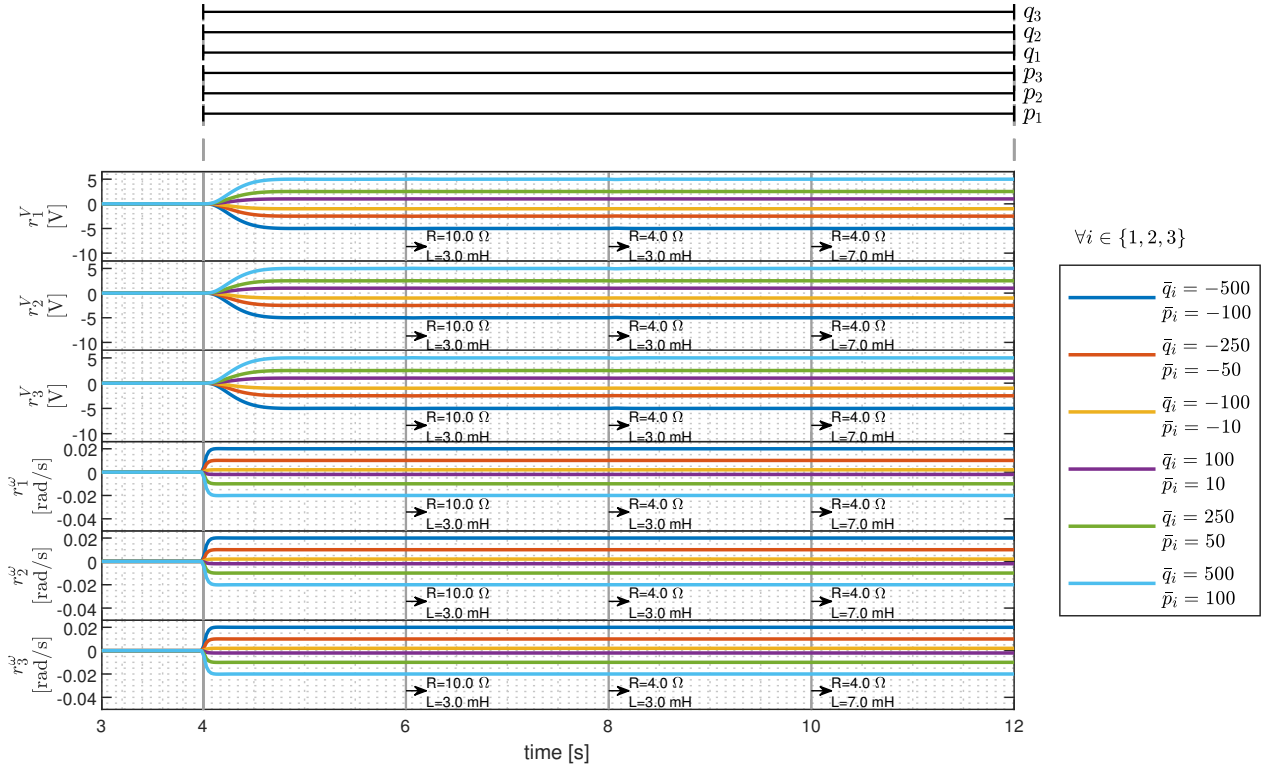 q₃
q₂
q₁
p₃
p₂
p₁
5
0
-5
-10
r₁ⱽ
[V]
R=10.0 Ω
L=3.0 mH
R=4.0 Ω
L=3.0 mH
R=4.0 Ω
L=7.0 mH
5
0
-5
-10
r₂ⱽ
[V]
R=10.0 Ω
L=3.0 mH
R=4.0 Ω
L=3.0 mH
R=4.0 Ω
L=7.0 mH
5
0
-5
-10
r₃ⱽ
[V]
R=10.0 Ω
L=3.0 mH
R=4.0 Ω
L=3.0 mH
R=4.0 Ω
L=7.0 mH
0.02
0
-0.02
-0.04
r₁^ω
[rad/s]
R=10.0 Ω
L=3.0 mH
R=4.0 Ω
L=3.0 mH
R=4.0 Ω
L=7.0 mH
0.02
0
-0.02
-0.04
r₂^ω
[rad/s]
R=10.0 Ω
L=3.0 mH
R=4.0 Ω
L=3.0 mH
R=4.0 Ω
L=7.0 mH
0.02
0
-0.02
-0.04
r₃^ω
[rad/s]
R=10.0 Ω
L=3.0 mH
R=4.0 Ω
L=3.0 mH
R=4.0 Ω
L=7.0 mH
3 4 6 8 10 12
time [s]
∀i ∈ {1, 2, 3}
q̄ᵢ = −500
p̄ᵢ = −100
q̄ᵢ = −250
p̄ᵢ = −50
q̄ᵢ = −100
p̄ᵢ = −10
q̄ᵢ = 100
p̄ᵢ = 10
q̄ᵢ = 250
p̄ᵢ = 50
q̄ᵢ = 500
p̄ᵢ = 100